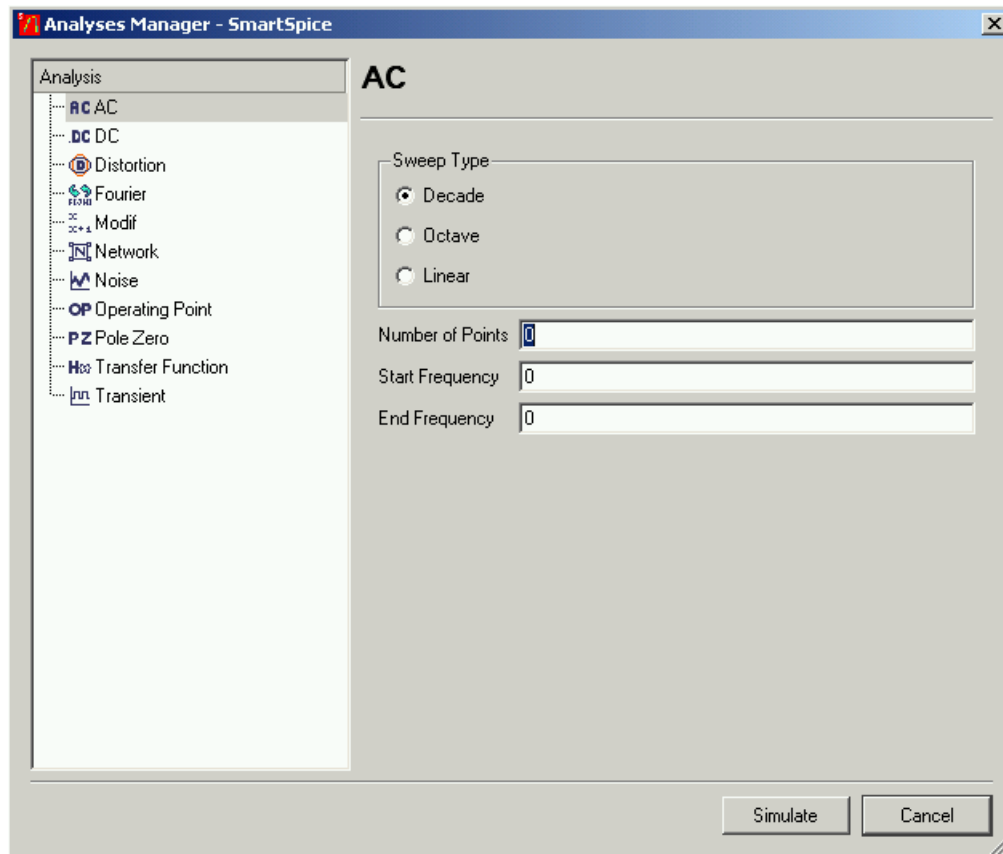 Analyses Manager - SmartSpice
Analysis
AC AC
.DC DC
D Distortion
Fourier
x x+1 Modif
N Network
Noise
OP Operating Point
PZ Pole Zero
H(s) Transfer Function
Transient
AC
Sweep Type
Decade
Octave
Linear
Number of Points 0
Start Frequency 0
End Frequency 0
Simulate Cancel